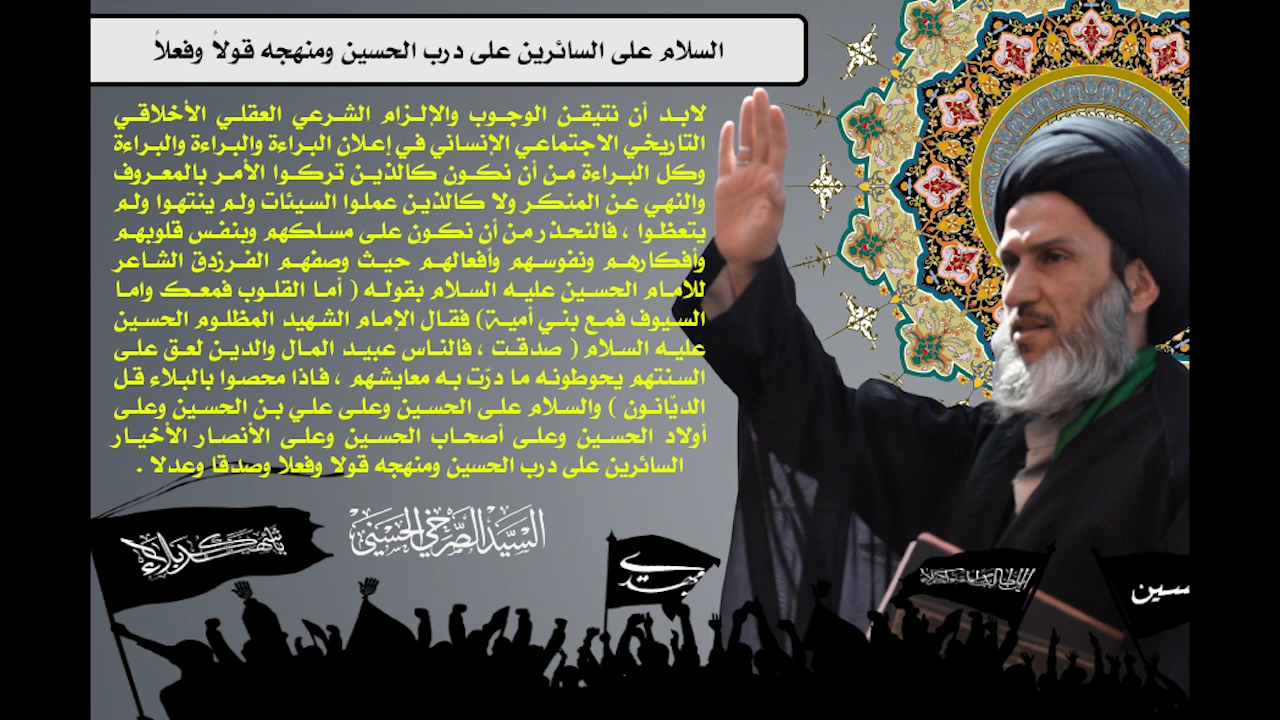 السلام على السائرين على درب الحسين ومنهجه قولاً وفعلاً
لابد أن نتيقن الوجوب والإلزام الشرعي العقلي الأخلاقي
التاريخي الاجتماعي الإنساني في إعلان البراءة والبراءة والبراءة
وكل البراءة من أن نكون كالذين تركوا الأمر بالمعروف
والنهي عن المنكر ولا كالذين عملوا السيئات ولم ينتهوا ولم
يتعظوا ، فالنحذر من أن نكون على مسلكهم وبنفس قلوبهم
وأفكارهم ونفوسهم وأفعالهم حيث وصفهم الفرزدق الشاعر
للامام الحسين عليه السلام بقوله ( أما القلوب فمعك واما
السيوف فمع بني أمية) فقال الإمام الشهيد المظلوم الحسين
عليه السلام ( صدقت ، فالناس عبيد المال والدين لعق على
السنتهم يحوطونه ما درّت به معايشهم ، فاذا محصوا بالبلاء قل
الديّانون ) والسلام على الحسين وعلى علي بن الحسين وعلى
أولاد الحسين وعلى أصحاب الحسين وعلى الأنصار الأخيار
السائرين على درب الحسين ومنهجه قولا وفعلا وصدقا وعدلا .
السيد الصرخي الحسني
ياشهيد كربلاء
مهدي
سين